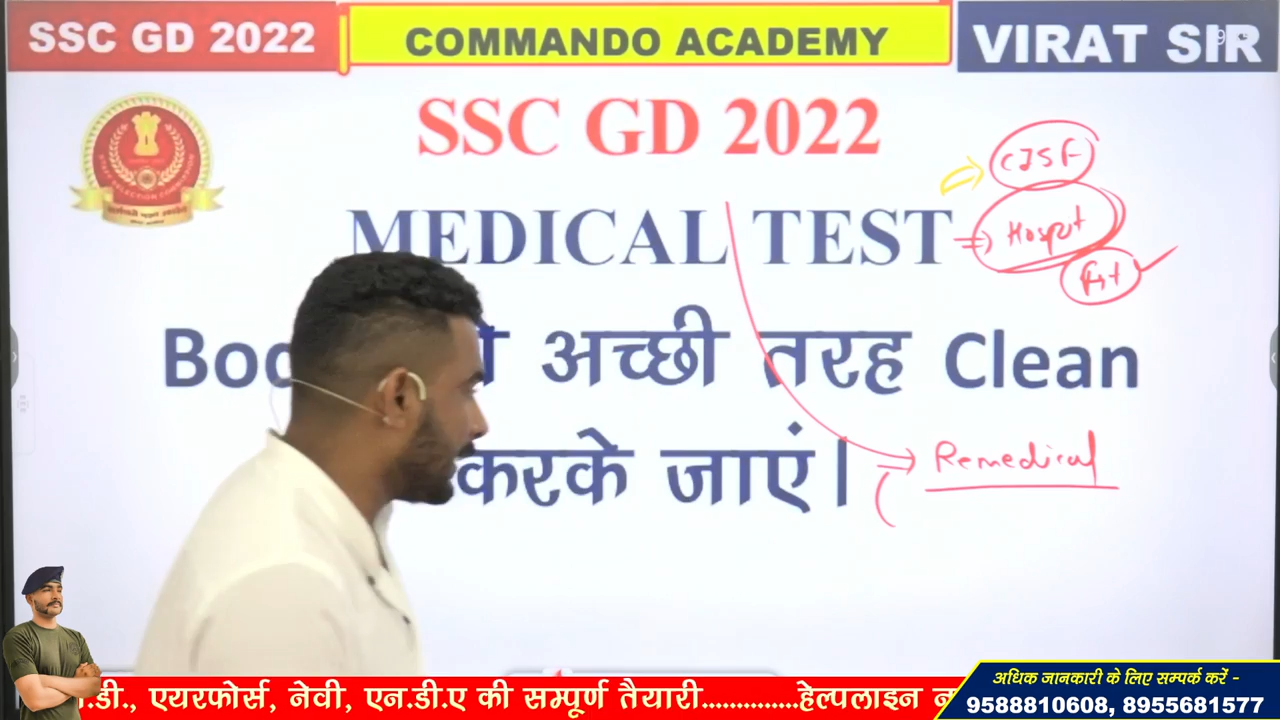 SSC GD 2022
COMMANDO ACADEMY
VIRAT SIR
SSC GD 2022
CISF
MEDICAL TEST
Hospit
Fit
अच्छी तरह Clean
करके जाएं।
Remedical
एयरफोर्स, नेवी, एन.डी.ए की सम्पूर्ण तैयारी..............हेल्पलाइन
अधिक जानकारी के लिए सम्पर्क करें -
9588810608, 8955681577